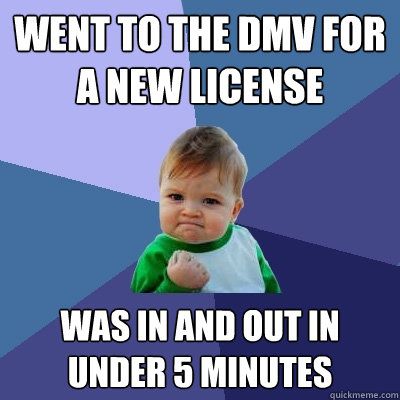 WENT TO THE DMV FOR
A NEW LICENSE
WAS IN AND OUT IN
UNDER 5 MINUTES
quickmeme.com